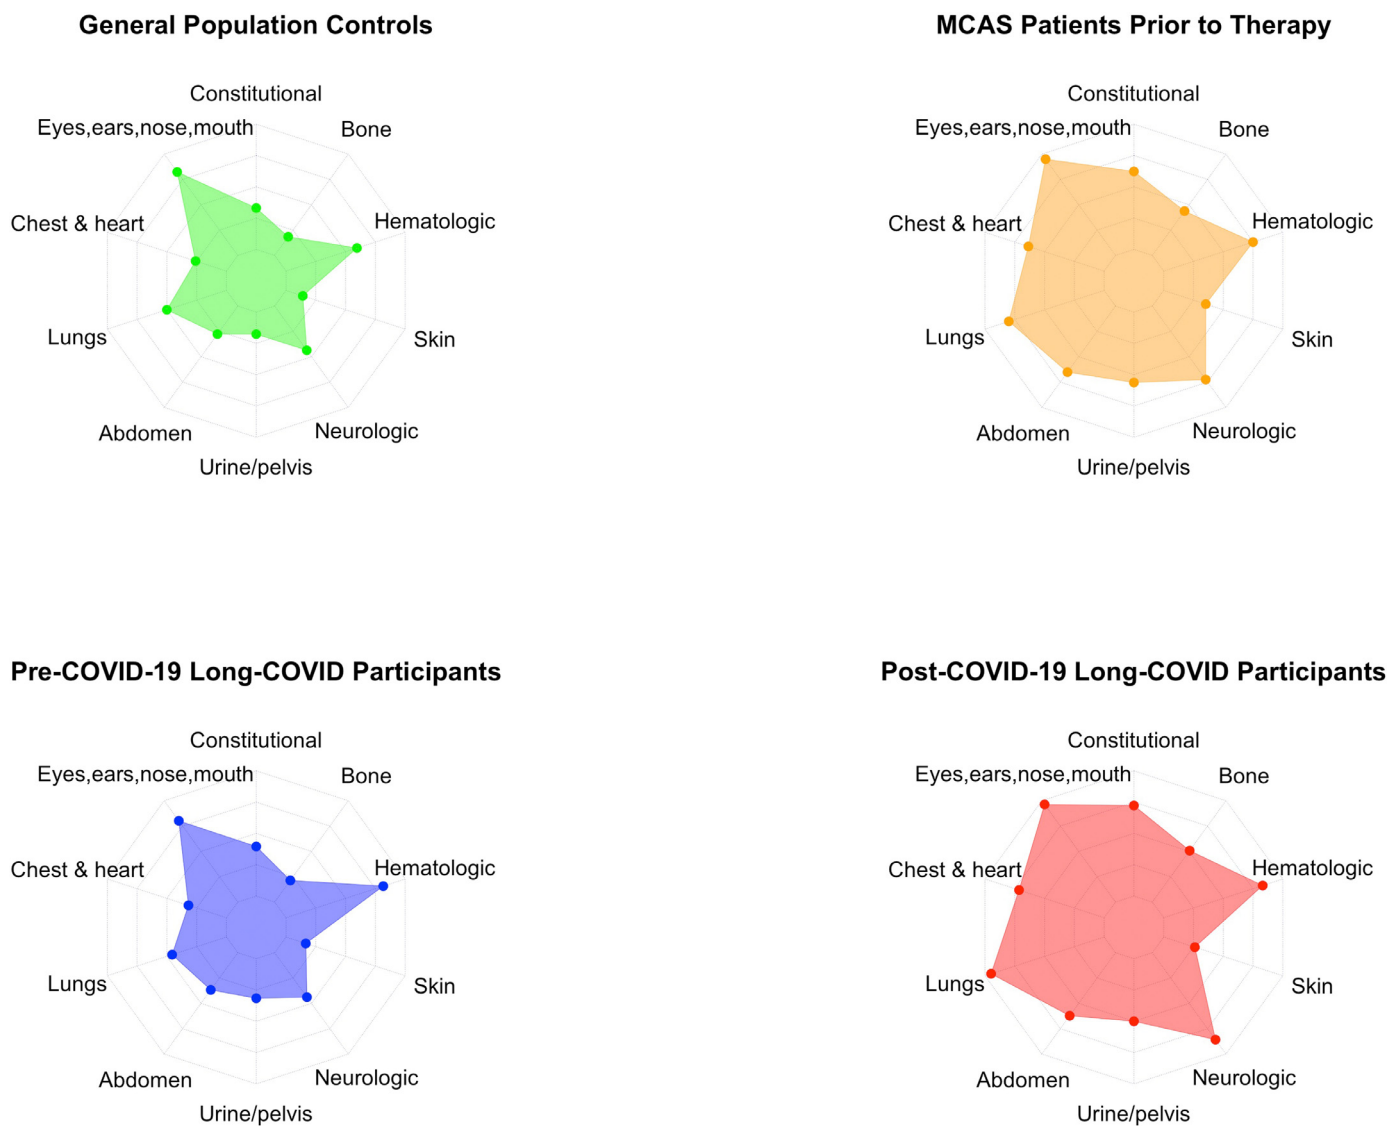 General Population Controls
Constitutional
Eyes,ears,nose,mouth
Bone
Chest & heart
Hematologic
Lungs
Skin
Abdomen
Neurologic
Urine/pelvis
MCAS Patients Prior to Therapy
Constitutional
Eyes,ears,nose,mouth
Bone
Chest & heart
Hematologic
Lungs
Skin
Abdomen
Neurologic
Urine/pelvis
Pre-COVID-19 Long-COVID Participants
Constitutional
Eyes,ears,nose,mouth
Bone
Chest & heart
Hematologic
Lungs
Skin
Abdomen
Neurologic
Urine/pelvis
Post-COVID-19 Long-COVID Participants
Constitutional
Eyes,ears,nose,mouth
Bone
Chest & heart
Hematologic
Lungs
Skin
Abdomen
Neurologic
Urine/pelvis